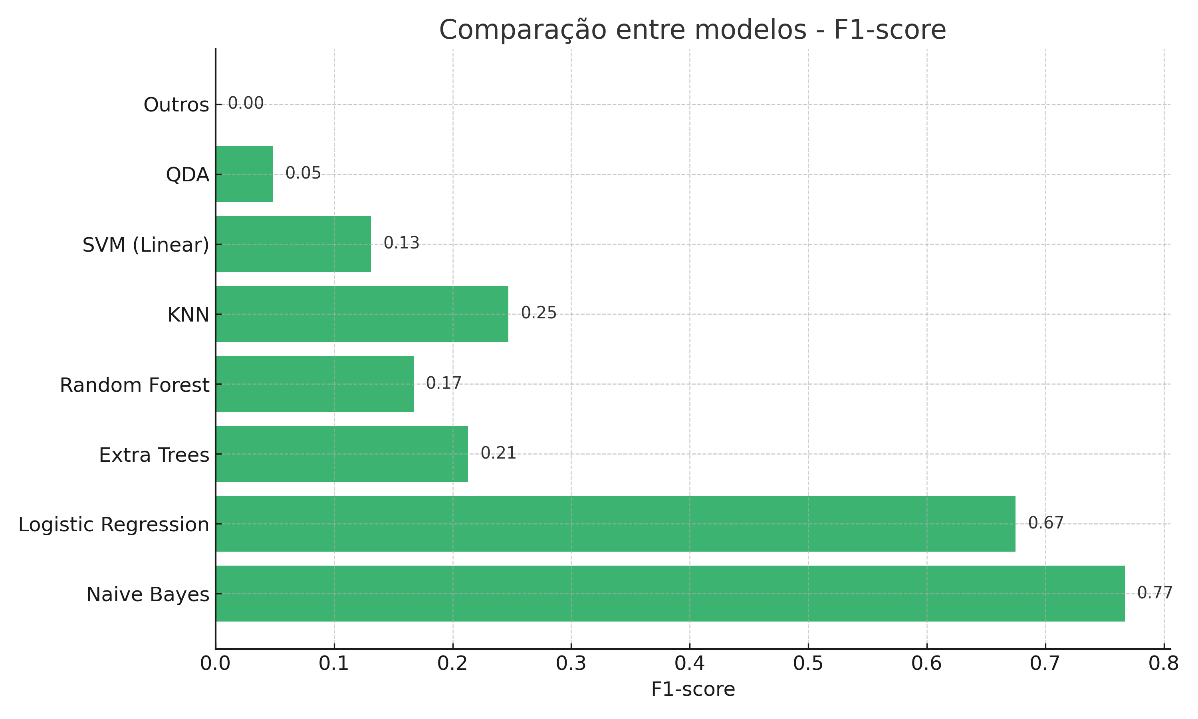 Comparação entre modelos - F1-score
Outros 0.00
QDA 0.05
SVM (Linear) 0.13
KNN 0.25
Random Forest 0.17
Extra Trees 0.21
Logistic Regression 0.67
Naive Bayes 0.77
0.0 0.1 0.2 0.3 0.4 0.5 0.6 0.7 0.8
F1-score